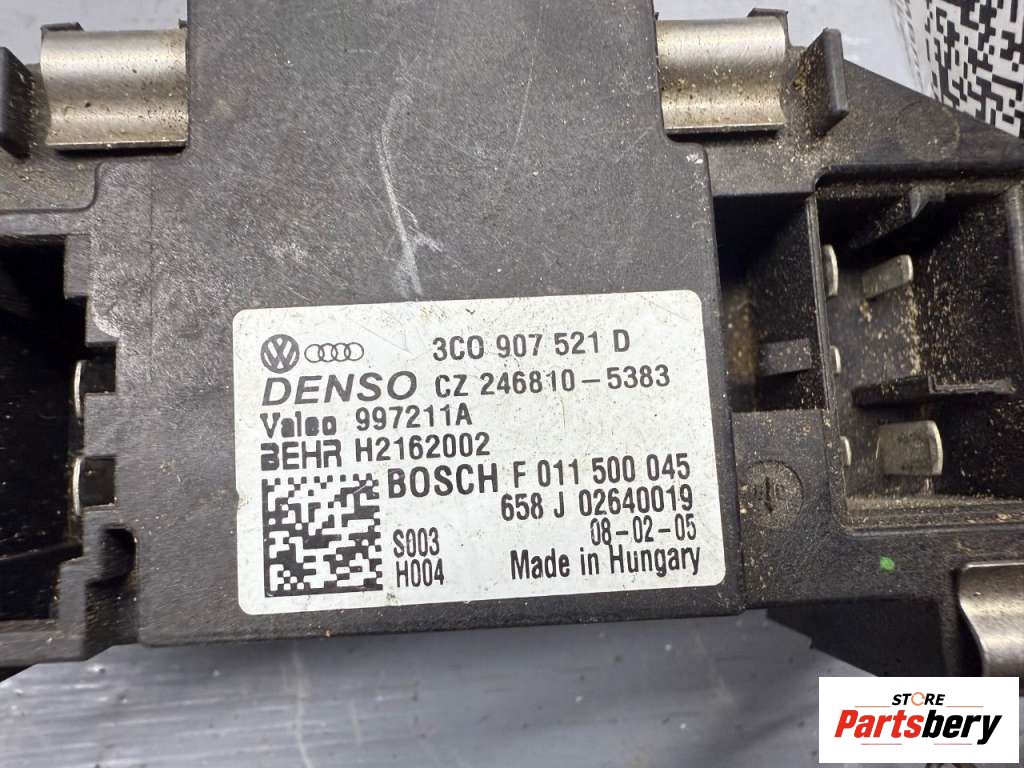 3C0 907 521 D
DENSO CZ 246810-5383
Valeo 997211A
BEHR H2162002
BOSCH F 011 500 045
658 J 02640019
S003 08-02-05
H004 Made in Hungary
STORE
Partsbery